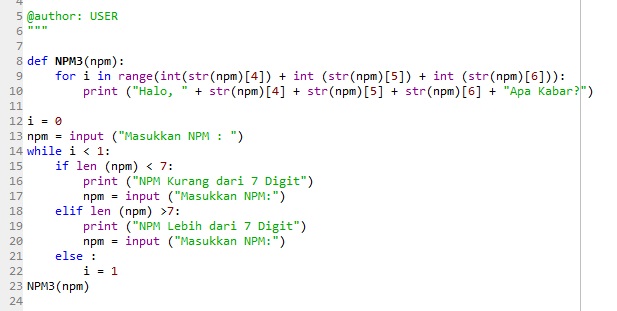 4
5 @author: USER
6 """
7
8 def NPM3(npm):
9     for i in range(int(str(npm)[4]) + int (str(npm)[5]) + int (str(npm)[6])):
10         print ("Halo, " + str(npm)[4] + str(npm)[5] + str(npm)[6] + "Apa Kabar?")
11
12 i = 0
13 npm = input ("Masukkan NPM : ")
14 while i < 1:
15     if len (npm) < 7:
16         print ("NPM Kurang dari 7 Digit")
17         npm = input ("Masukkan NPM:")
18     elif len (npm) >7:
19         print ("NPM Lebih dari 7 Digit")
20         npm = input ("Masukkan NPM:")
21     else :
22         i = 1
23 NPM3(npm)
24